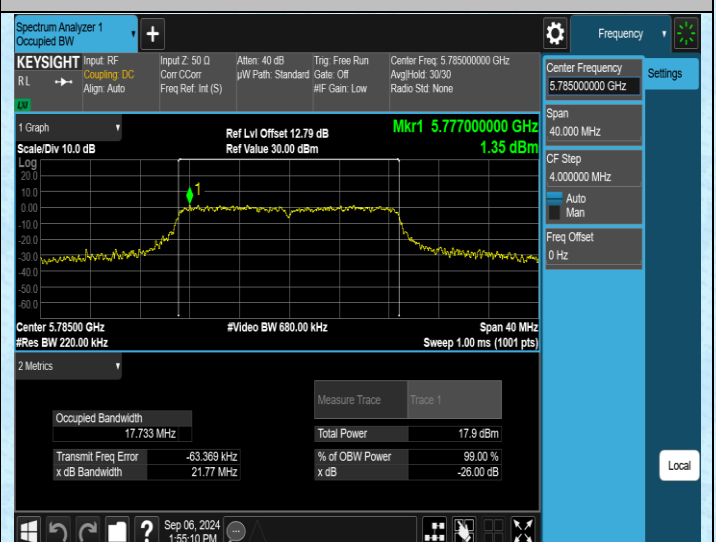 Spectrum Analyzer 1
Occupied BW
+
Frequency
KEYSIGHT Input: RF Input Z: 50 Ω Atten: 40 dB Trig: Free Run Center Freq: 5.785000000 GHz
RL Coupling: DC Corr CCorr µW Path: Standard Gate: Off Avg|Hold: 30/30
Align: Auto Freq Ref: Int (S) #IF Gain: Low Radio Std: None
LXI
Center Frequency
5.785000000 GHz
Settings
Span
40.000 MHz
CF Step
4.000000 MHz
Auto
Man
Freq Offset
0 Hz
Local
1 Graph
Ref Lvl Offset 12.79 dB
Mkr1 5.777000000 GHz
Scale/Div 10.0 dB
Ref Value 30.00 dBm
1.35 dBm
Log
20.0
10.0
1
0.00
-10.0
-20.0
-30.0
-40.0
-50.0
-60.0
Center 5.78500 GHz #Video BW 680.00 kHz Span 40 MHz
#Res BW 220.00 kHz Sweep 1.00 ms (1001 pts)
2 Metrics
Measure Trace Trace 1
Occupied Bandwidth
17.733 MHz
Total Power 17.9 dBm
Transmit Freq Error -63.369 kHz % of OBW Power 99.00 %
x dB Bandwidth 21.77 MHz x dB -26.00 dB
?
Sep 06, 2024
1:55:10 PM